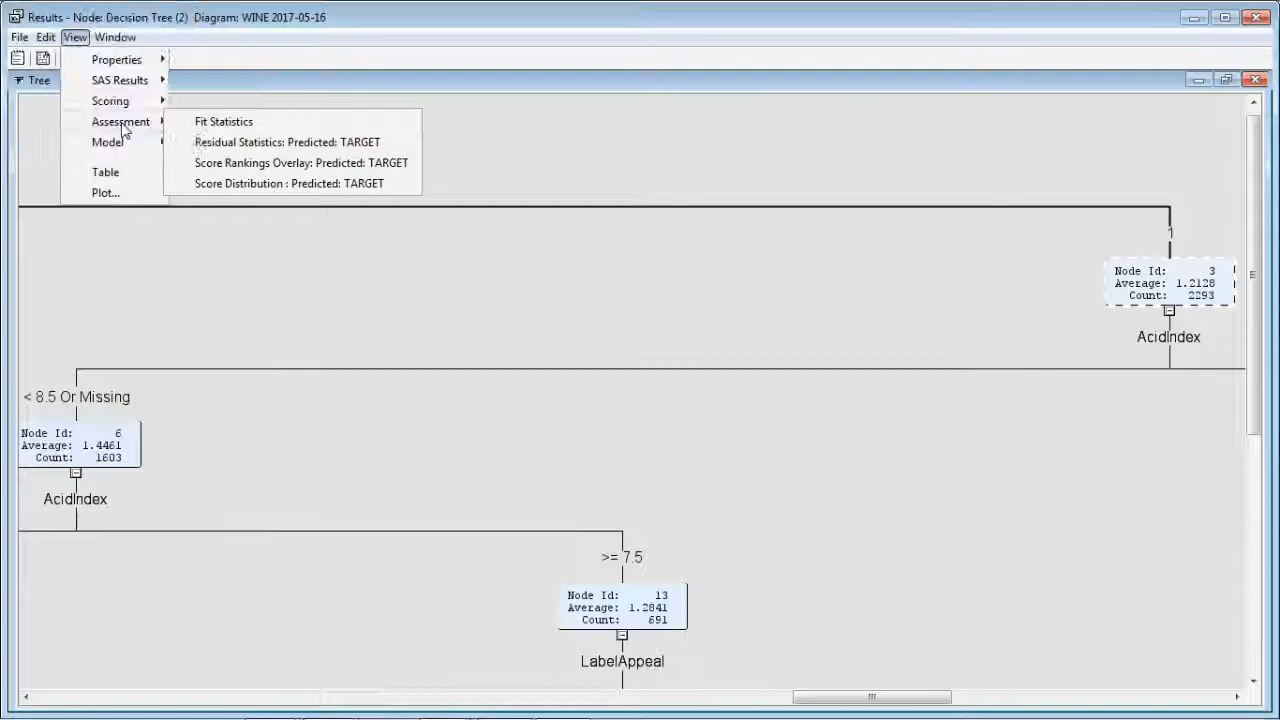 Results - Node: Decision Tree (2) Diagram: WINE 2017-05-16
File Edit View Window
Tree
Properties
SAS Results
Scoring
Assessment
Model
Table
Plot...
Fit Statistics
Residual Statistics: Predicted: TARGET
Score Rankings Overlay: Predicted: TARGET
Score Distribution : Predicted: TARGET
1
Node Id: 3
Average: 1.2128
Count: 2293
AcidIndex
< 8.5 Or Missing
Node Id: 6
Average: 1.4461
Count: 1603
AcidIndex
>= 7.5
Node Id: 13
Average: 1.2841
Count: 691
LabelAppeal